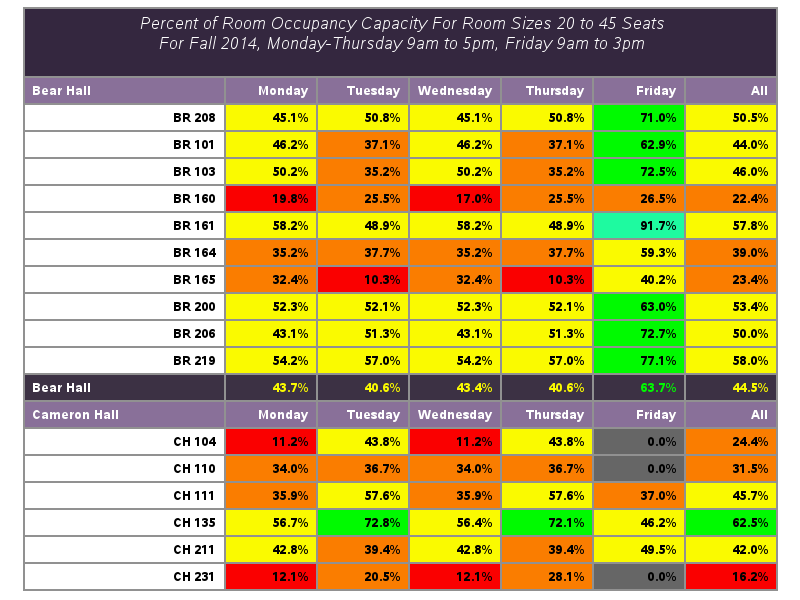 Percent of Room Occupancy Capacity For Room Sizes 20 to 45 Seats
For Fall 2014, Monday-Thursday 9am to 5pm, Friday 9am to 3pm
Bear Hall Monday Tuesday Wednesday Thursday Friday All
BR 208 45.1% 50.8% 45.1% 50.8% 71.0% 50.5%
BR 101 46.2% 37.1% 46.2% 37.1% 62.9% 44.0%
BR 103 50.2% 35.2% 50.2% 35.2% 72.5% 46.0%
BR 160 19.8% 25.5% 17.0% 25.5% 26.5% 22.4%
BR 161 58.2% 48.9% 58.2% 48.9% 91.7% 57.8%
BR 164 35.2% 37.7% 35.2% 37.7% 59.3% 39.0%
BR 165 32.4% 10.3% 32.4% 10.3% 40.2% 23.4%
BR 200 52.3% 52.1% 52.3% 52.1% 63.0% 53.4%
BR 206 43.1% 51.3% 43.1% 51.3% 72.7% 50.0%
BR 219 54.2% 57.0% 54.2% 57.0% 77.1% 58.0%
Bear Hall 43.7% 40.6% 43.4% 40.6% 63.7% 44.5%
Cameron Hall Monday Tuesday Wednesday Thursday Friday All
CH 104 11.2% 43.8% 11.2% 43.8% 0.0% 24.4%
CH 110 34.0% 36.7% 34.0% 36.7% 0.0% 31.5%
CH 111 35.9% 57.6% 35.9% 57.6% 37.0% 45.7%
CH 135 56.7% 72.8% 56.4% 72.1% 46.2% 62.5%
CH 211 42.8% 39.4% 42.8% 39.4% 49.5% 42.0%
CH 231 12.1% 20.5% 12.1% 28.1% 0.0% 16.2%